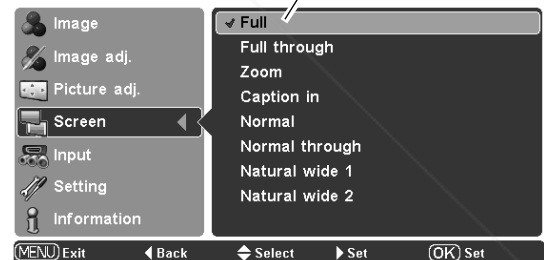 Image
Image adj.
Picture adj.
Screen
Input
Setting
Information
Full
Full through
Zoom
Caption in
Normal
Normal through
Natural wide 1
Natural wide 2
MENU Exit Back Select Set OK Set